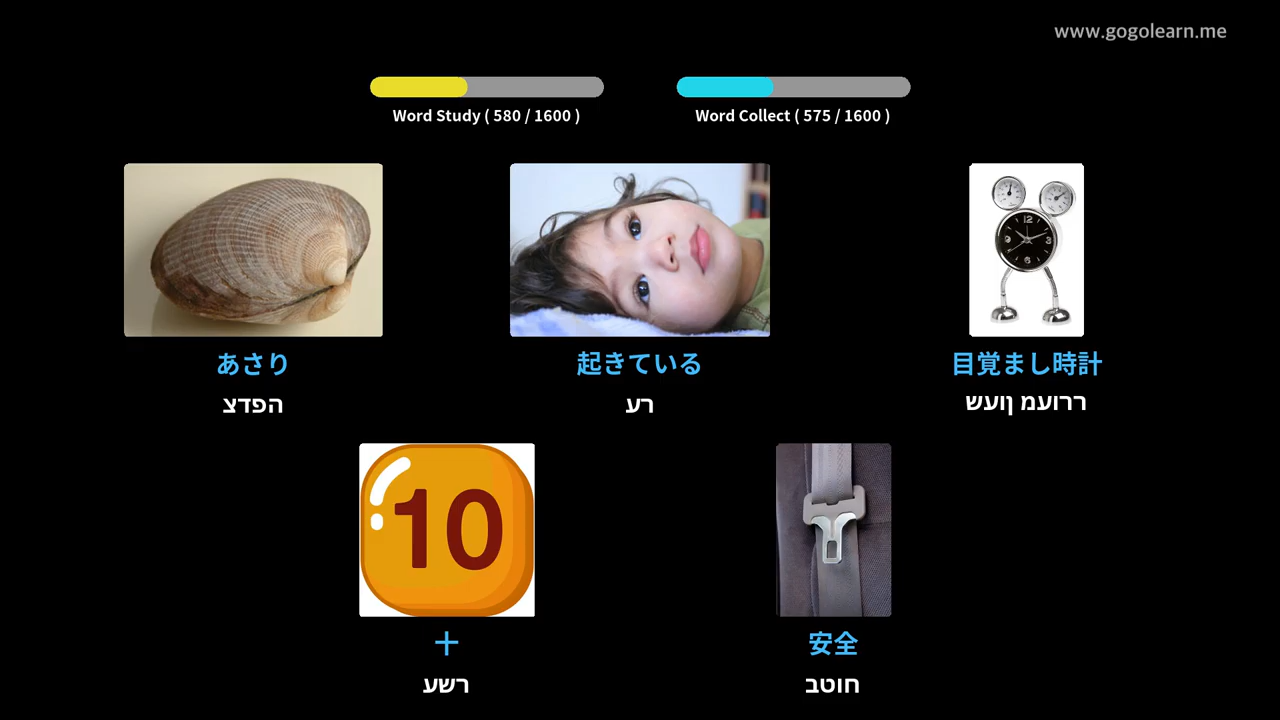 www.gogolearn.me
Word Study ( 580 / 1600 )
Word Collect ( 575 / 1600 )
あさり
הפדצ
起きている
רע
目覚まし時計
ררועמ ןועש
10
十
רשע
安全
חוטב